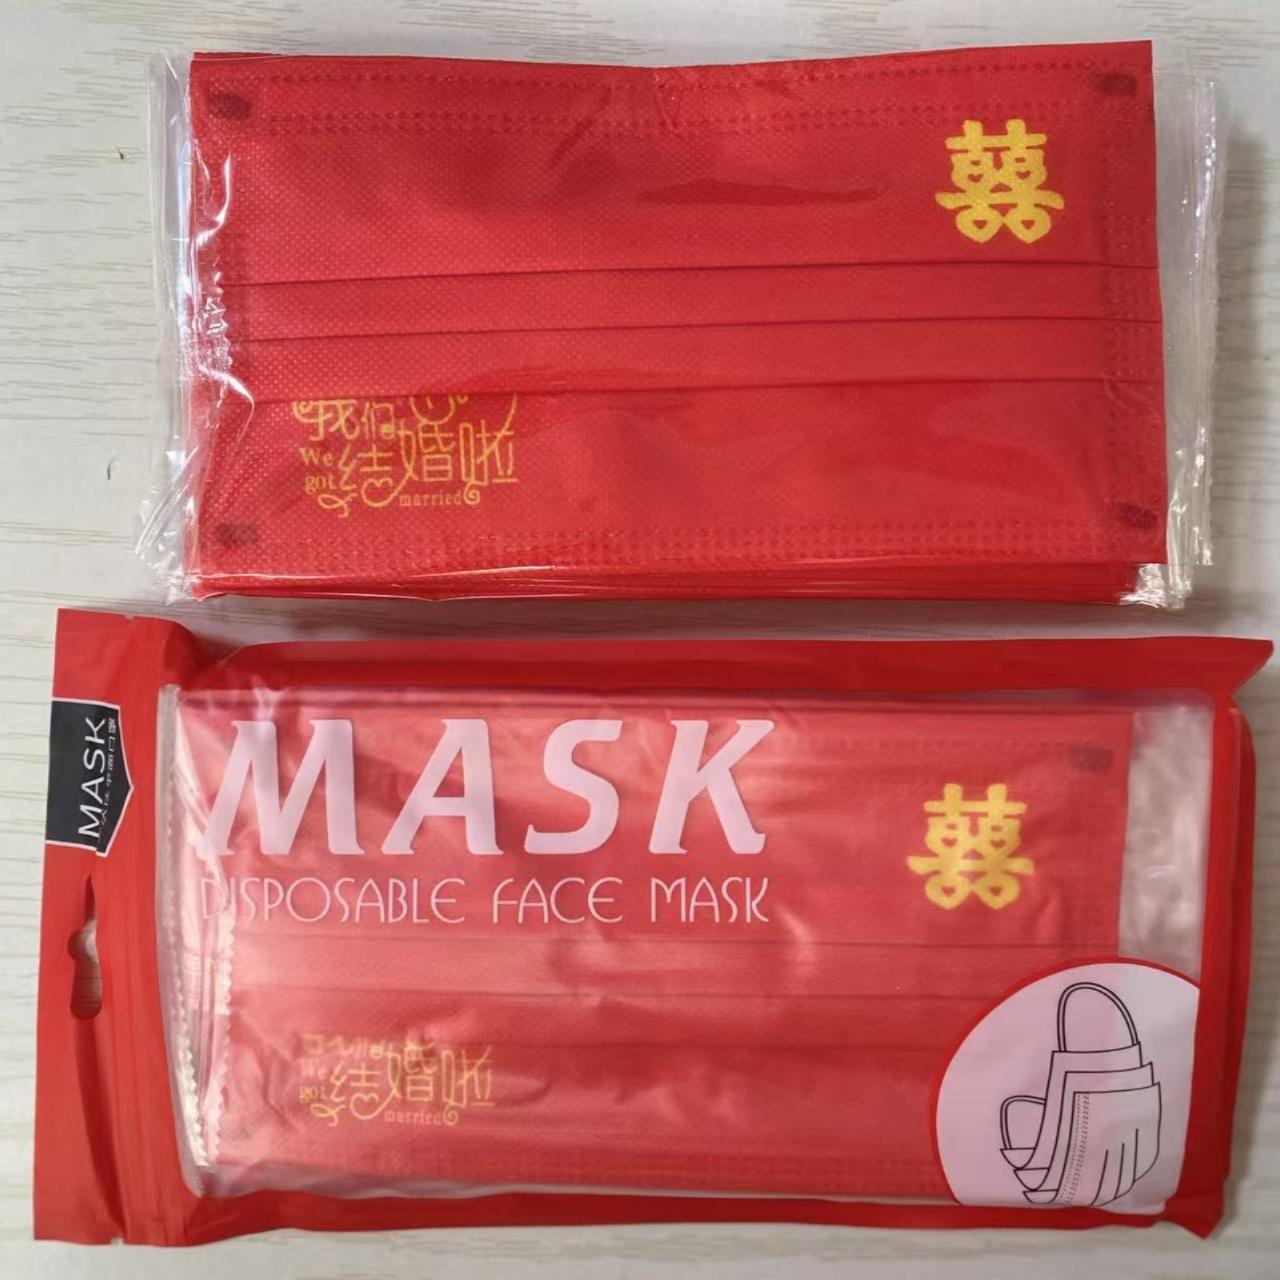 囍
我们
We 结婚啦
got married
MASK
MASK
DISPOSABLE FACE MASK
囍
We 结婚啦
got married